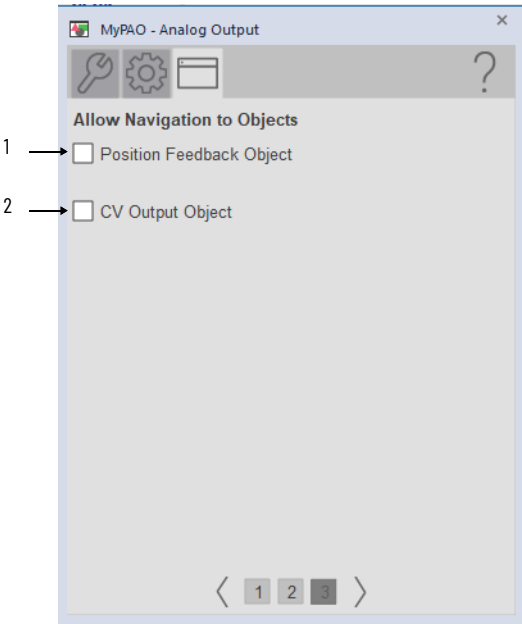 MyPAO - Analog Output
Allow Navigation to Objects
1
Position Feedback Object
2
CV Output Object
1 2 3